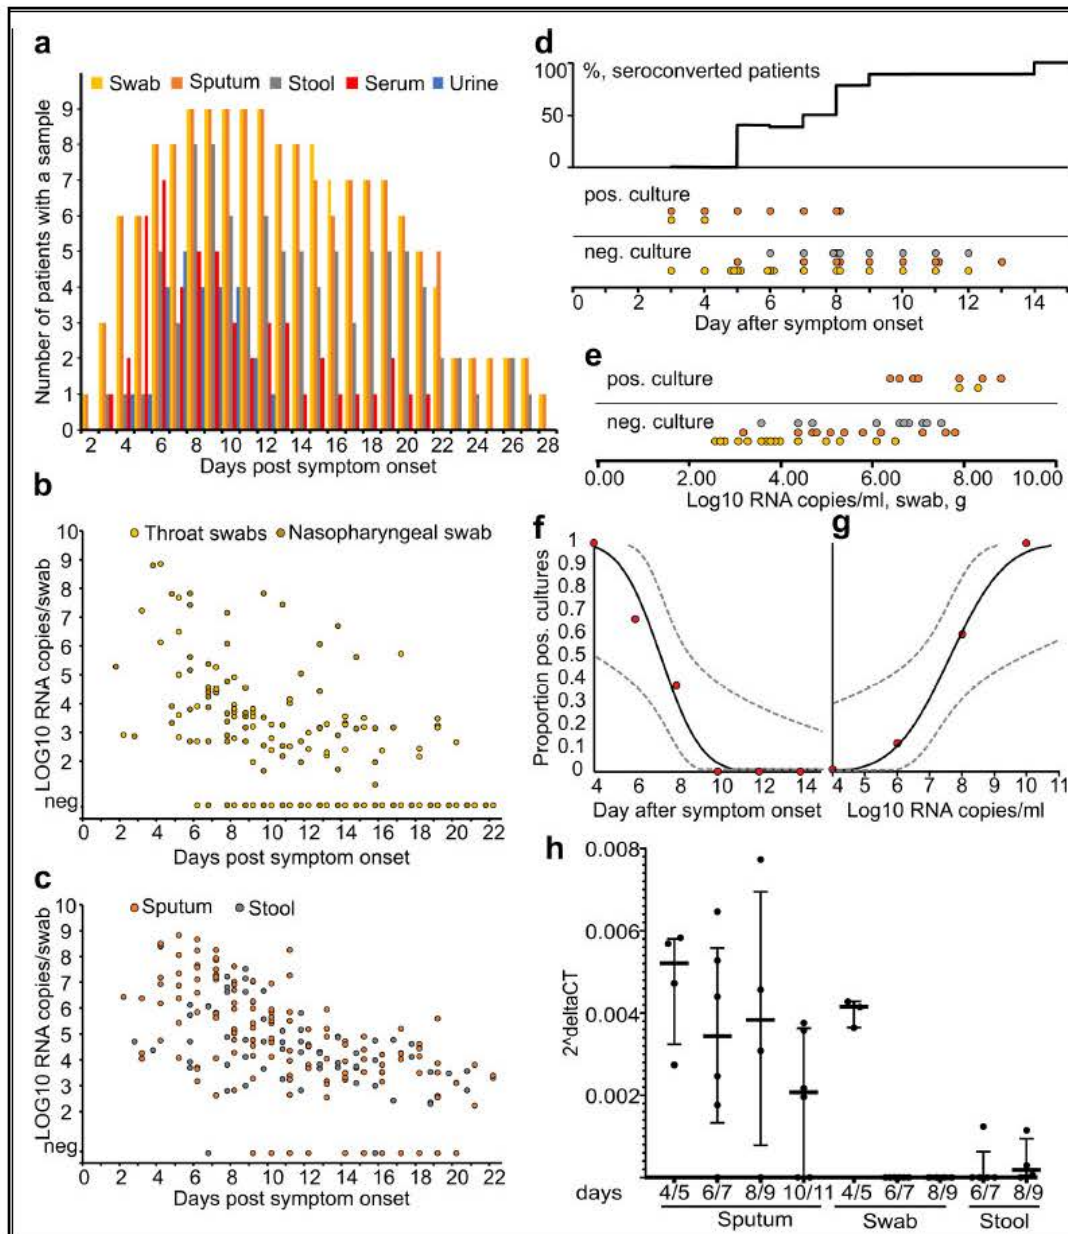 a
Swab Sputum Stool Serum Urine
Number of patients with a sample
9
8
7
6
5
4
3
2
1
0
2 4 6 8 10 12 14 16 18 20 22 24 26 28
Days post symptom onset
b
Throat swabs Nasopharyngeal swab
LOG10 RNA copies/swab
10
9
8
7
6
5
4
3
2
neg.
0 2 4 6 8 10 12 14 16 18 20 22
Days post symptom onset
c
Sputum Stool
LOG10 RNA copies/swab
10
9
8
7
6
5
4
3
2
neg.
0 2 4 6 8 10 12 14 16 18 20 22
Days post symptom onset
d
100 %, seroconverted patients
50
0
pos. culture
neg. culture
0 2 4 6 8 10 12 14
Day after symptom onset
e
pos. culture
neg. culture
0.00 2.00 4.00 6.00 8.00 10.00
Log10 RNA copies/ml, swab, g
f g
Proportion pos. cultures
1
0.9
0.8
0.7
0.6
0.5
0.4
0.3
0.2
0.1
0
4 6 8 10 12 14 4 5 6 7 8 9 10 11
Day after symptom onset Log10 RNA copies/ml
h
2^deltaCT
0.008
0.006
0.004
0.002
days 4/5 6/7 8/9 10/11 4/5 6/7 8/9 6/7 8/9
Sputum Swab Stool